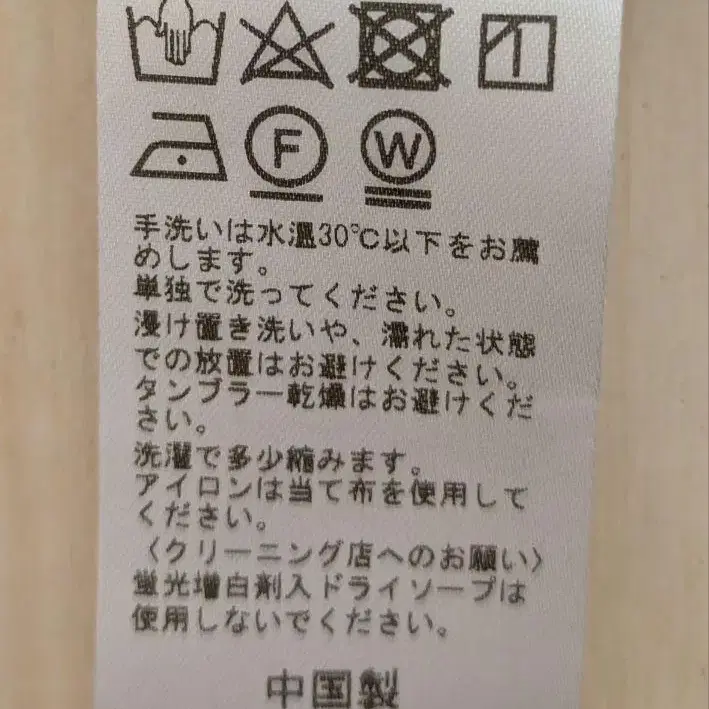 F W
手洗いは水温30℃以下をお薦
めします。
単独で洗ってください。
浸け置き洗いや、濡れた状態
での放置はお避けください。
タンブラー乾燥はお避けくだ
さい。
洗濯で多少縮みます。
アイロンは当て布を使用して
ください。
〈クリーニング店へのお願い〉
蛍光増白剤入ドライソープは
使用しないでください。
中国製